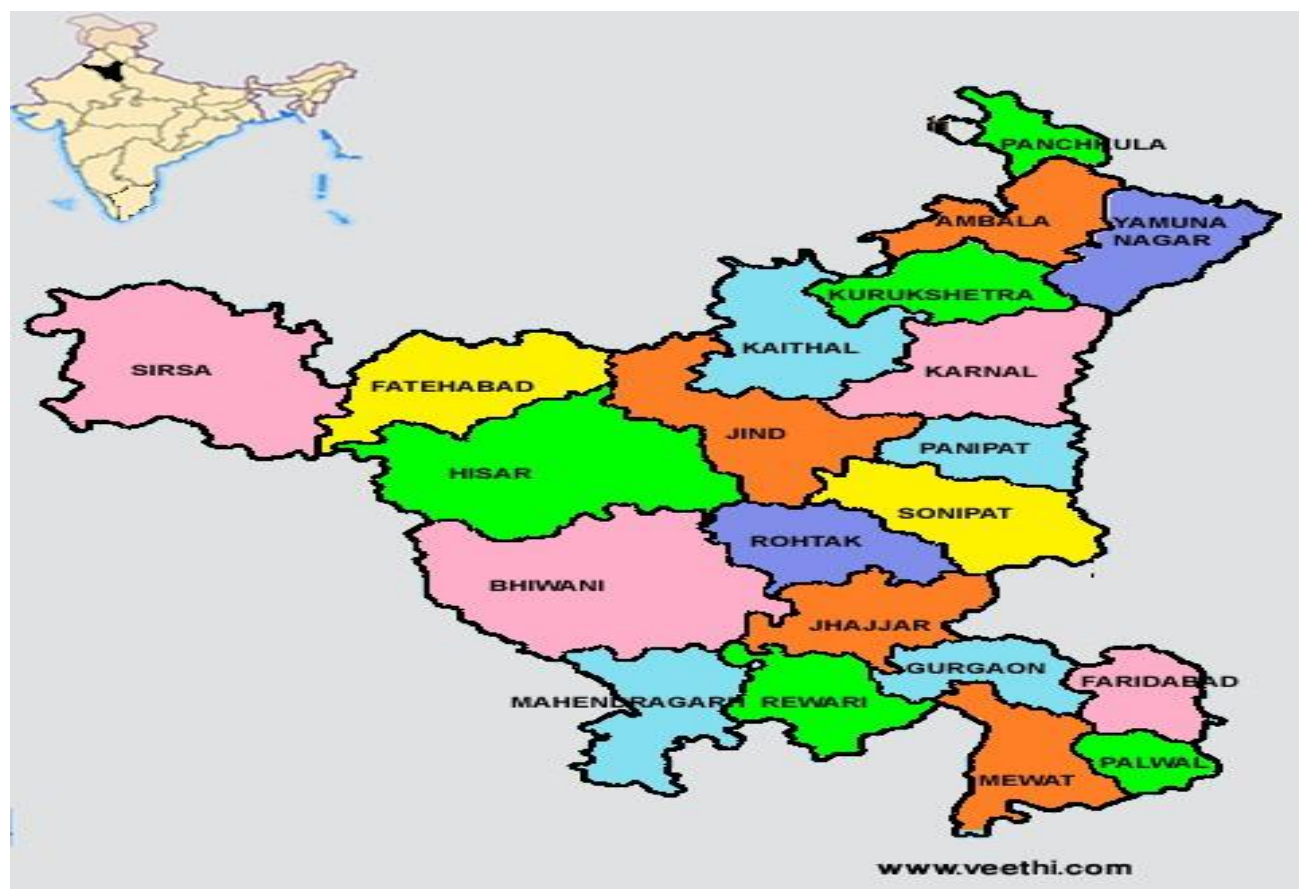 PANCHKULA
AMBALA
YAMUNA
NAGAR
KURUKSHETRA
KAITHAL
SIRSA
FATEHABAD
KARNAL
JIND
PANIPAT
HISAR
SONIPAT
ROHTAK
BHIWANI
JHAJJAR
GURGAON
FARIDABAD
MAHENDRAGARH
REWARI
PALWAL
MEWAT
www.veethi.com